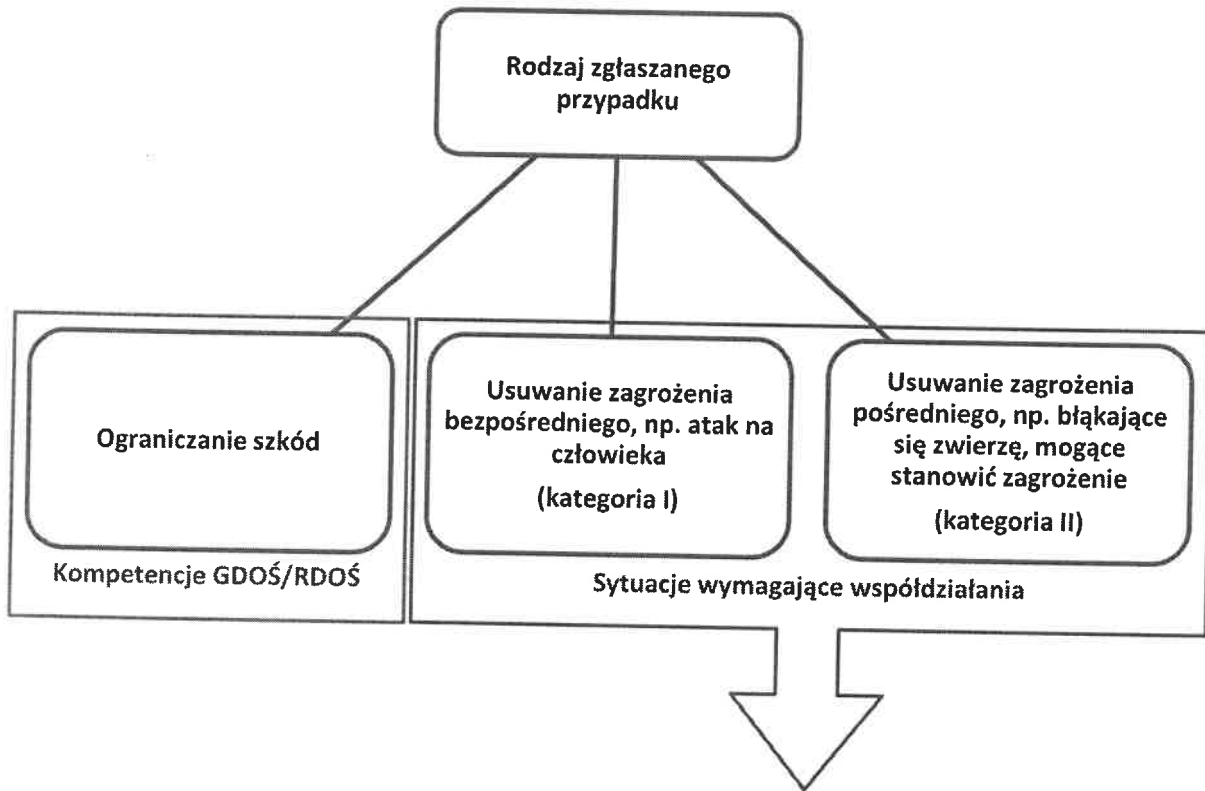 Rodzaj zgłaszanego
przypadku
Ograniczanie szkód
Usuwanie zagrożenia
bezpośredniego, np. atak na
człowieka
(kategoria I)
Usuwanie zagrożenia
pośredniego, np. błąkające
się zwierzę, mogące
stanowić zagrożenie
(kategoria II)
Kompetencje GDOŚ/RDOŚ
Sytuacje wymagające współdziałania